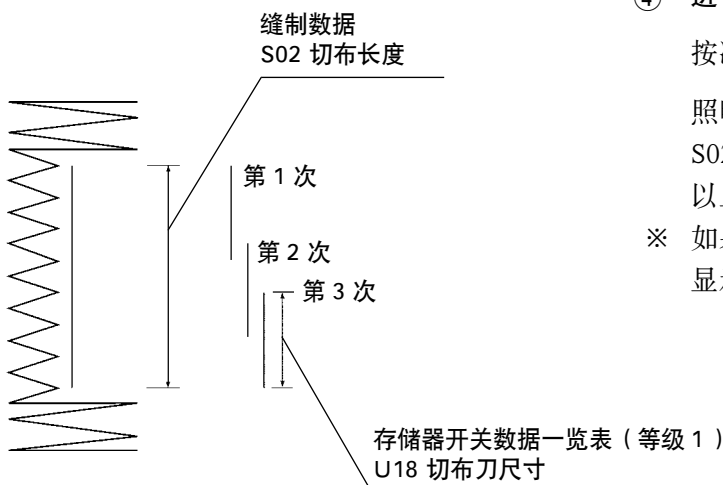 缝制数据
S02 切布长度
第 1 次
第 2 次
第 3 次
存储器开关数据一览表（等级 1）
U18 切布刀尺寸
④
按
照
S02
以
※ 如
显